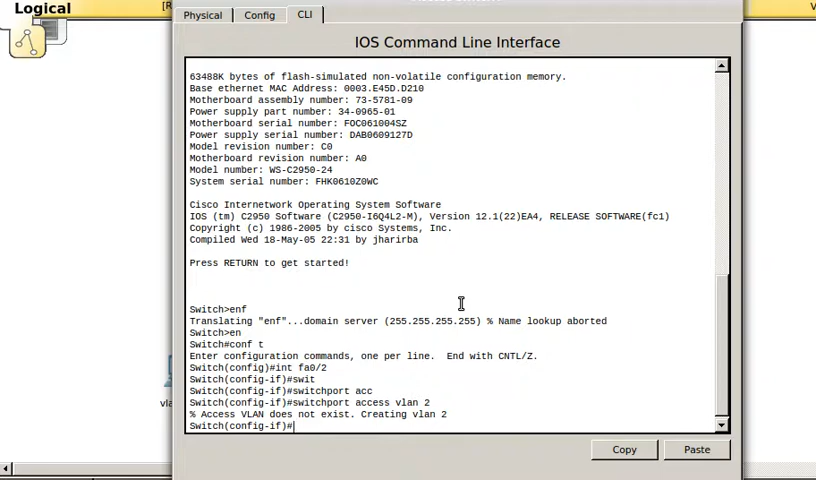 Logical
[R
V
Physical
Config
CLI
IOS Command Line Interface
63488K bytes of flash-simulated non-volatile configuration memory.
Base ethernet MAC Address: 0003.E45D.D210
Motherboard assembly number: 73-5781-09
Power supply part number: 34-0965-01
Motherboard serial number: FOC061004SZ
Power supply serial number: DAB0609127D
Model revision number: C0
Motherboard revision number: A0
Model number: WS-C2950-24
System serial number: FHK0610Z0WC
Cisco Internetwork Operating System Software
IOS (tm) C2950 Software (C2950-I6Q4L2-M), Version 12.1(22)EA4, RELEASE SOFTWARE(fc1)
Copyright (c) 1986-2005 by cisco Systems, Inc.
Compiled Wed 18-May-05 22:31 by jharirba
Press RETURN to get started!
Switch>enf
Translating "enf"...domain server (255.255.255.255) % Name lookup aborted
Switch>en
Switch#conf t
Enter configuration commands, one per line.  End with CNTL/Z.
Switch(config)#int fa0/2
Switch(config-if)#swit
Switch(config-if)#switchport acc
Switch(config-if)#switchport access vlan 2
% Access VLAN does not exist. Creating vlan 2
Switch(config-if)#
vla
Copy
Paste